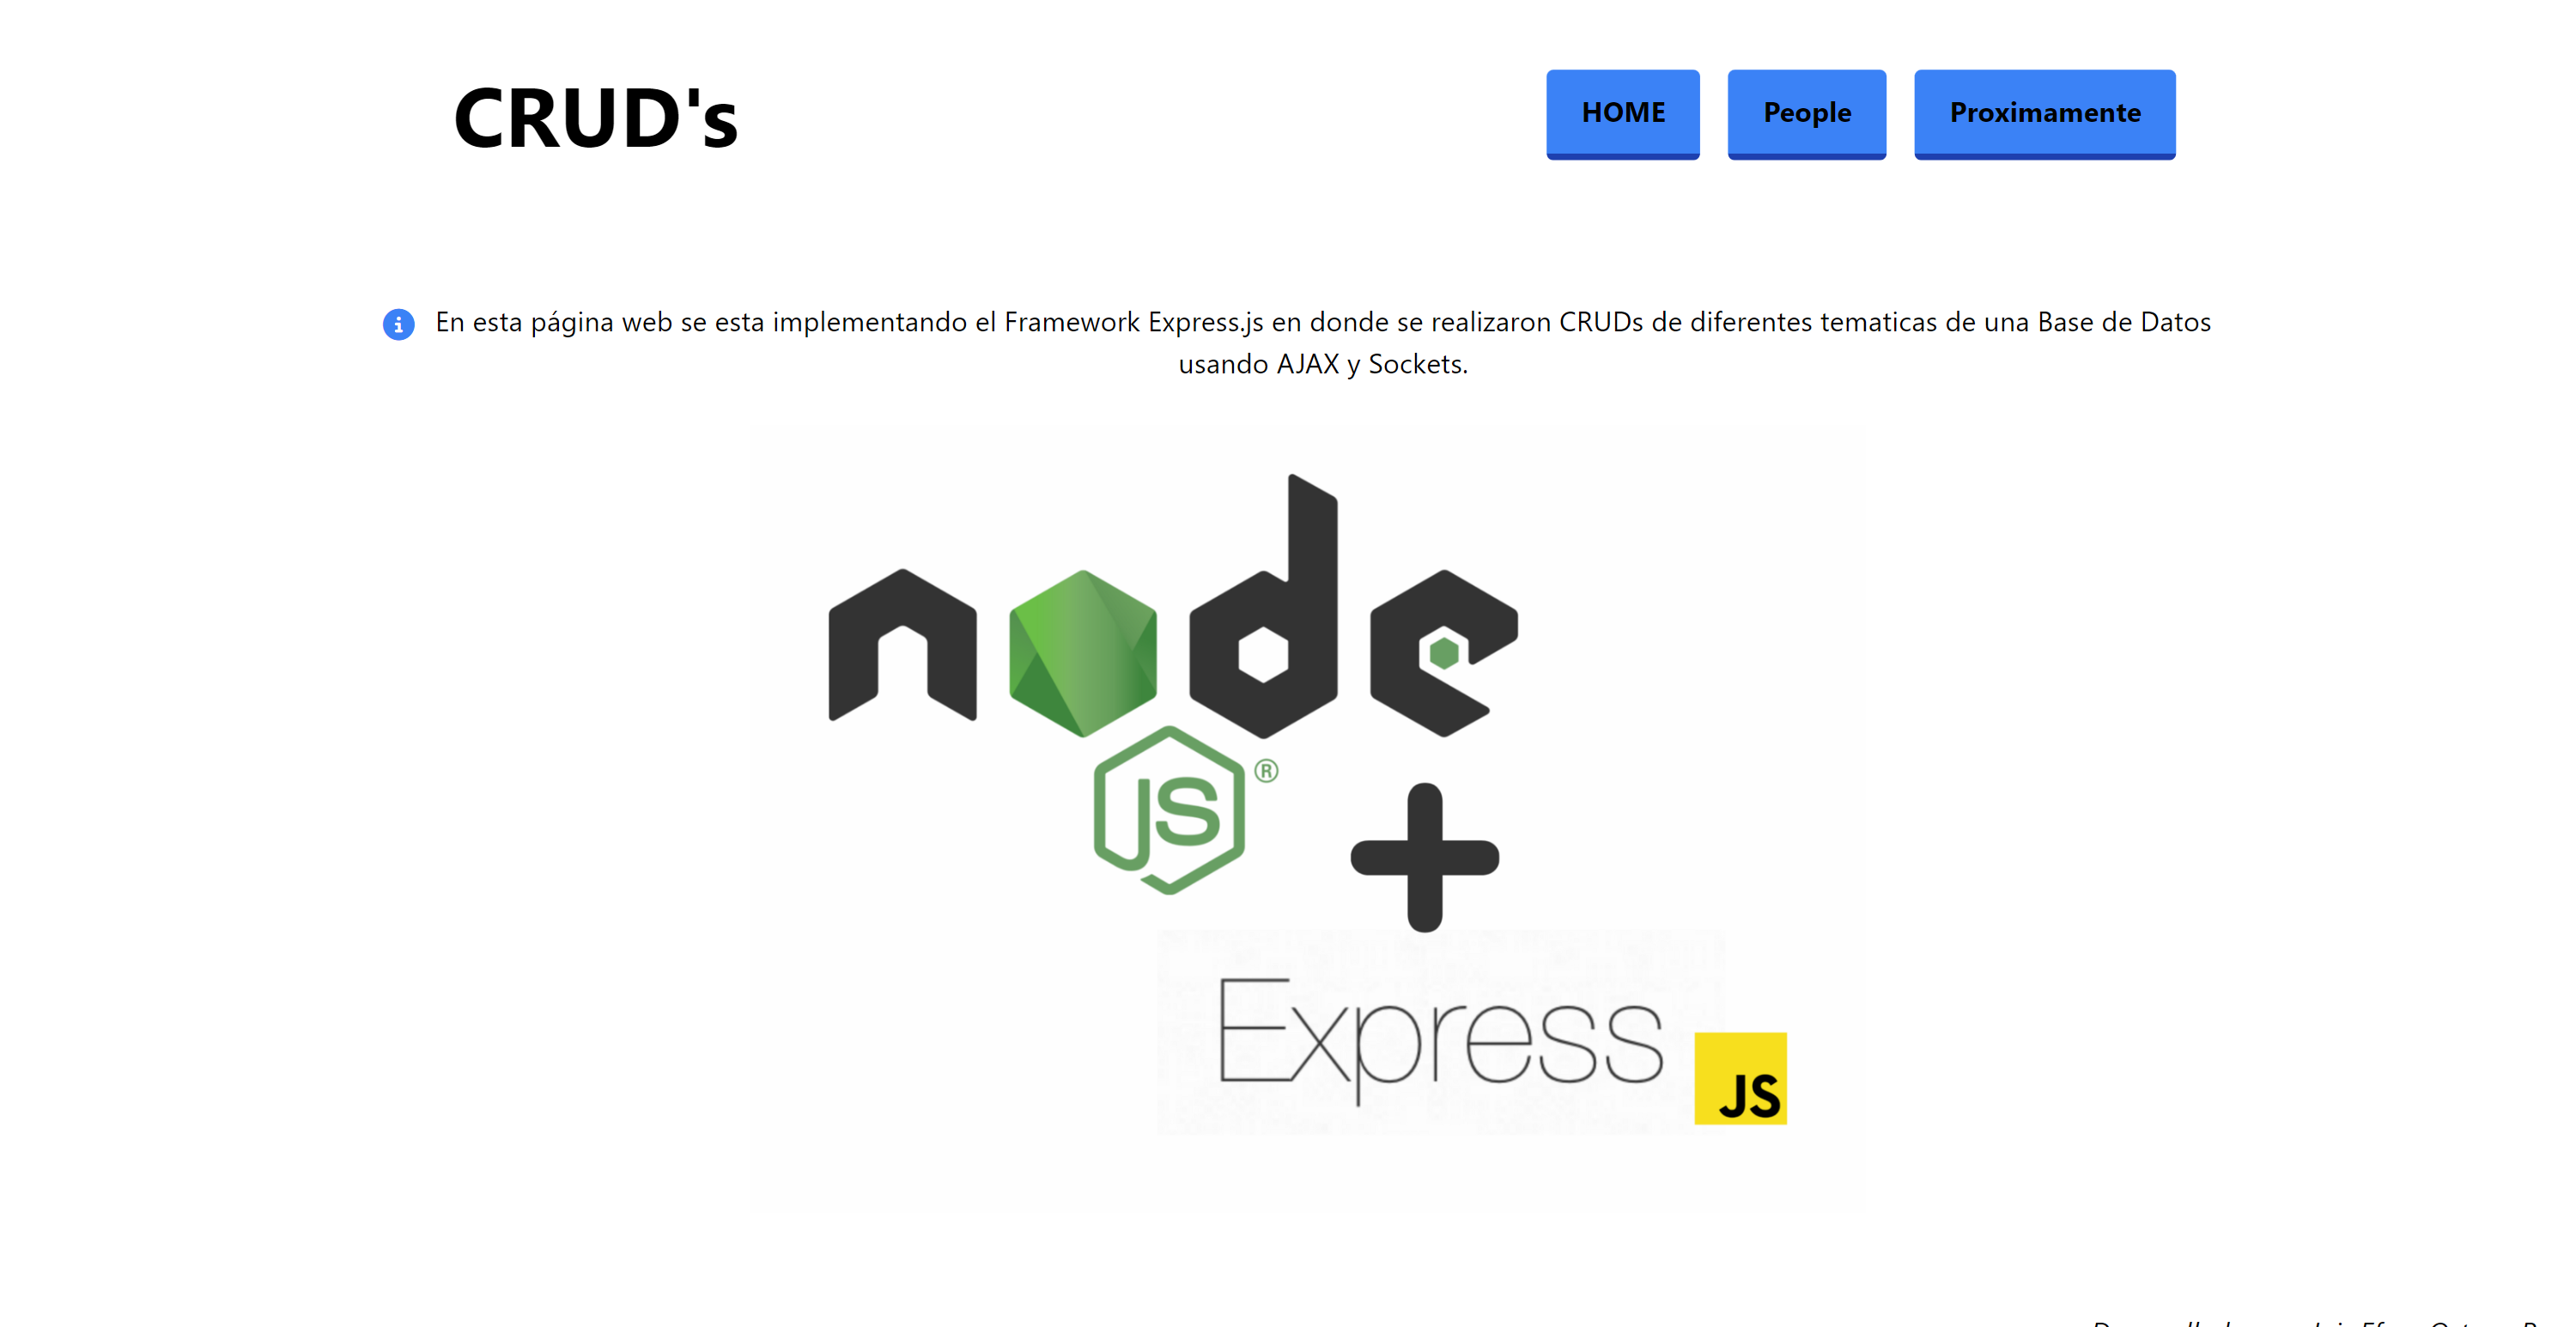 CRUD's
HOME
People
Proximamente
En esta página web se esta implementando el Framework Express.js en donde se realizaron CRUDs de diferentes tematicas de una Base de Datos
usando AJAX y Sockets.
node
JS®
+
Express
JS